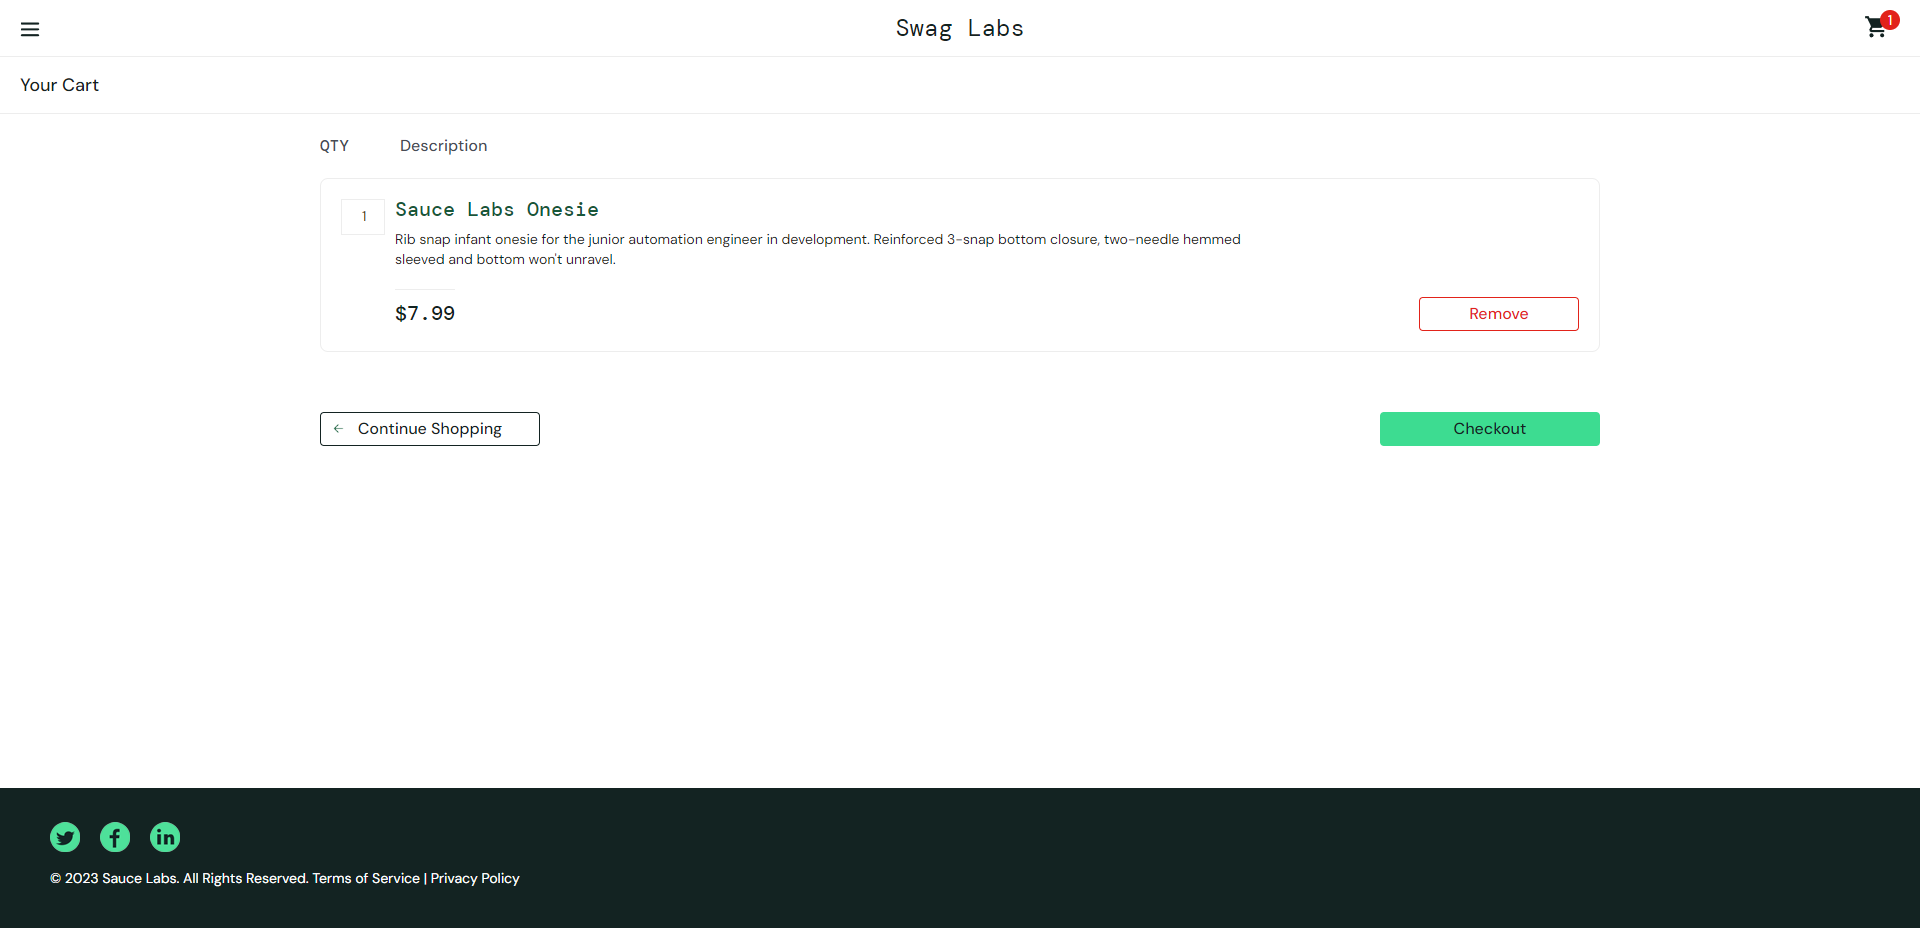 Swag Labs
1
Your Cart
QTY Description
1
Sauce Labs Onesie
Rib snap infant onesie for the junior automation engineer in development. Reinforced 3-snap bottom closure, two-needle hemmed
sleeved and bottom won't unravel.
$7.99
Remove
Continue Shopping
Checkout
© 2023 Sauce Labs. All Rights Reserved. Terms of Service | Privacy Policy